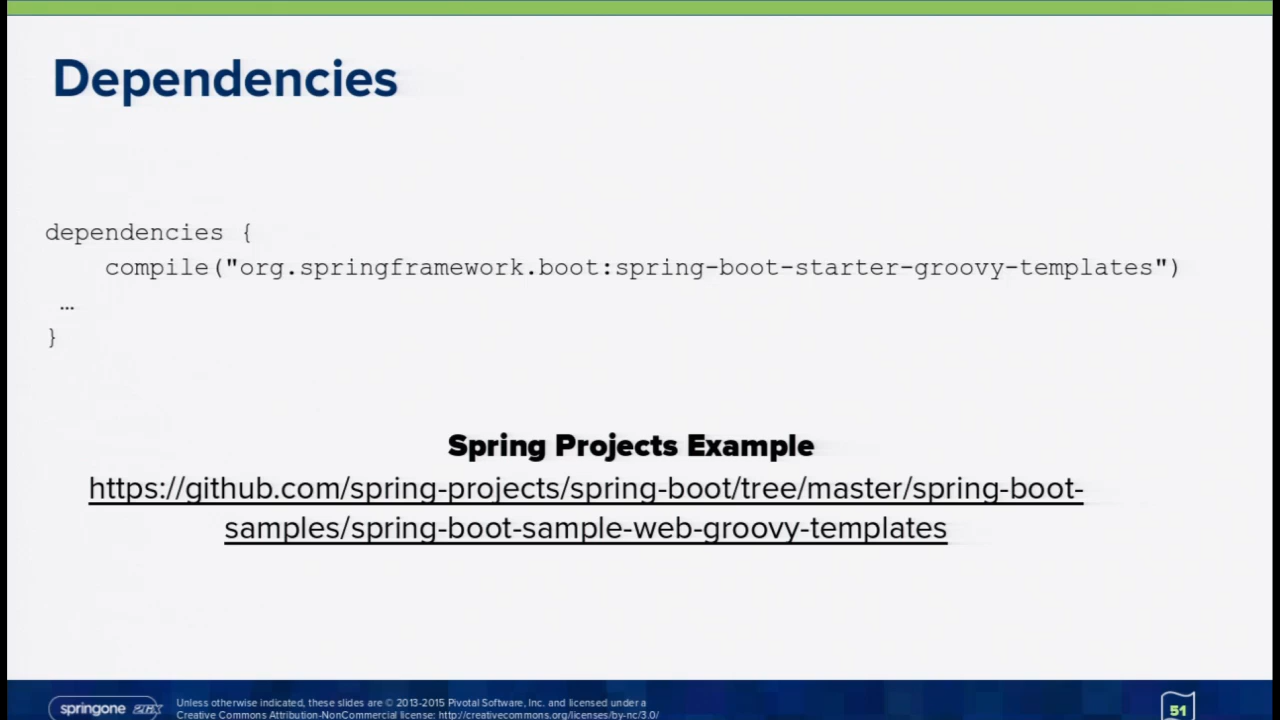 Dependencies
dependencies {
compile("org.springframework.boot:spring-boot-starter-groovy-templates")
…
}
Spring Projects Example
https://github.com/spring-projects/spring-boot/tree/master/spring-boot-
samples/spring-boot-sample-web-groovy-templates
springone 2GX
Unless otherwise indicated, these slides are © 2013-2015 Pivotal Software, Inc. and licensed under a
Creative Commons Attribution-NonCommercial license: http://creativecommons.org/licenses/by-nc/3.0/
51